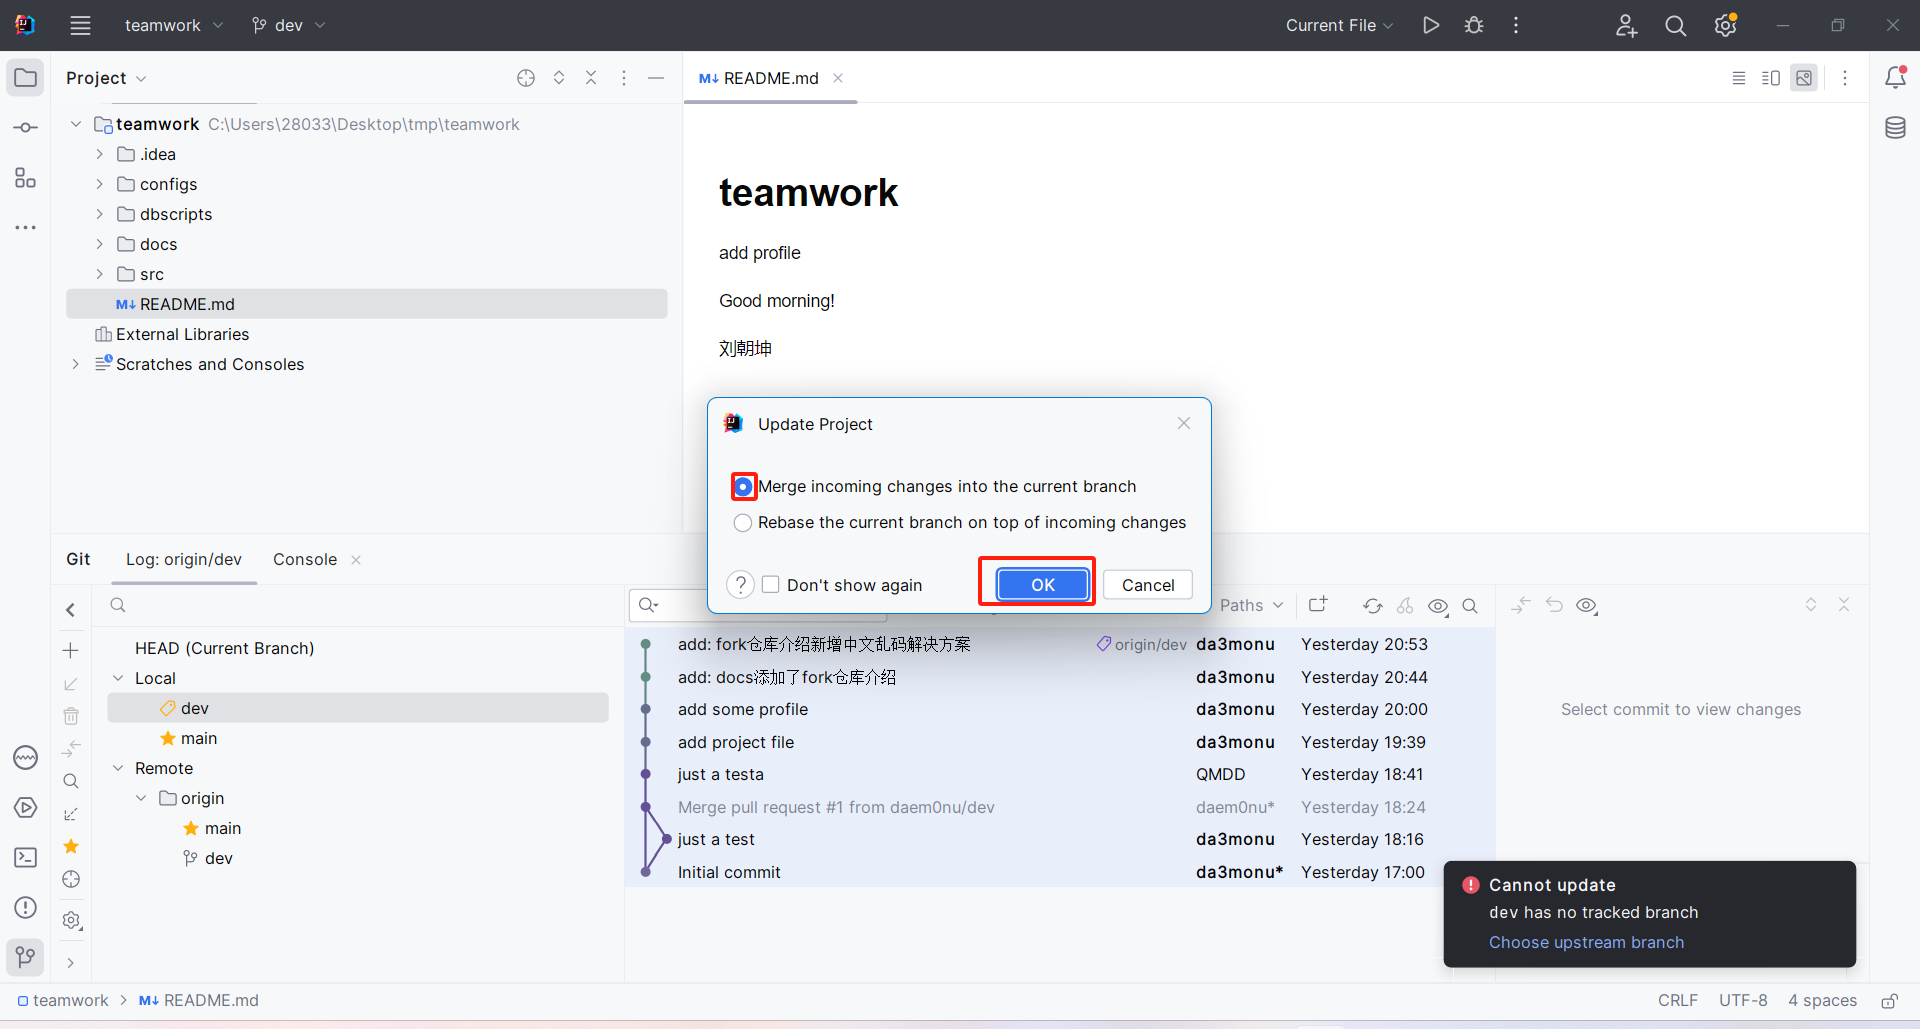 teamwork
dev
Current File
Project
README.md
teamwork C:\Users\28033\Desktop\tmp\teamwork
.idea
configs
dbscripts
docs
src
README.md
External Libraries
Scratches and Consoles
teamwork
add profile
Good morning!
刘朝坤
Update Project
Merge incoming changes into the current branch
Rebase the current branch on top of incoming changes
Don't show again
OK
Cancel
Git
Log: origin/dev
Console
Paths
HEAD (Current Branch)
Local
dev
main
Remote
origin
main
dev
add: fork仓库介绍新增中文乱码解决方案 origin/dev da3monu Yesterday 20:53
add: docs添加了fork仓库介绍 da3monu Yesterday 20:44
add some profile da3monu Yesterday 20:00
add project file da3monu Yesterday 19:39
just a testa QMDD Yesterday 18:41
Merge pull request #1 from daem0nu/dev daem0nu* Yesterday 18:24
just a test da3monu Yesterday 18:16
Initial commit da3monu* Yesterday 17:00
Select commit to view changes
Cannot update
dev has no tracked branch
Choose upstream branch
teamwork
README.md
CRLF
UTF-8
4 spaces